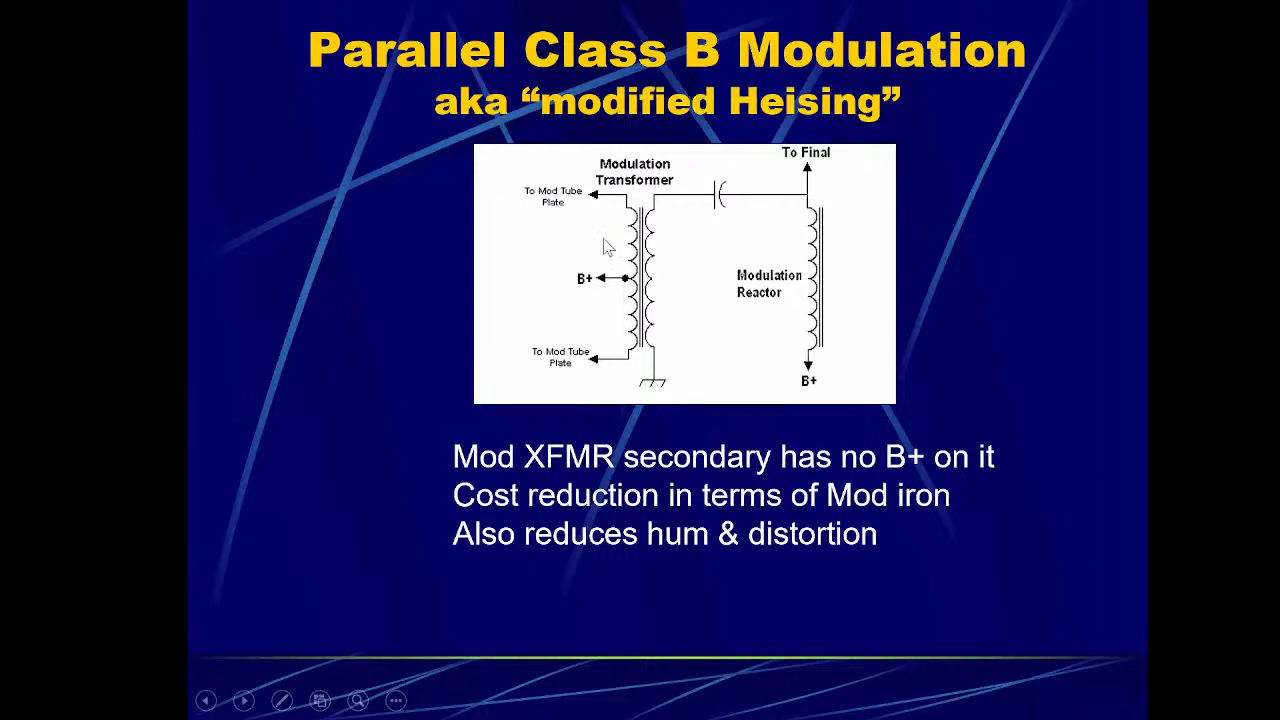 Parallel Class B Modulation
aka “modified Heising”
Modulation
Transformer
To Final
To Mod Tube
Plate
B+
Modulation
Reactor
To Mod Tube
Plate
B+
Mod XFMR secondary has no B+ on it
Cost reduction in terms of Mod iron
Also reduces hum & distortion